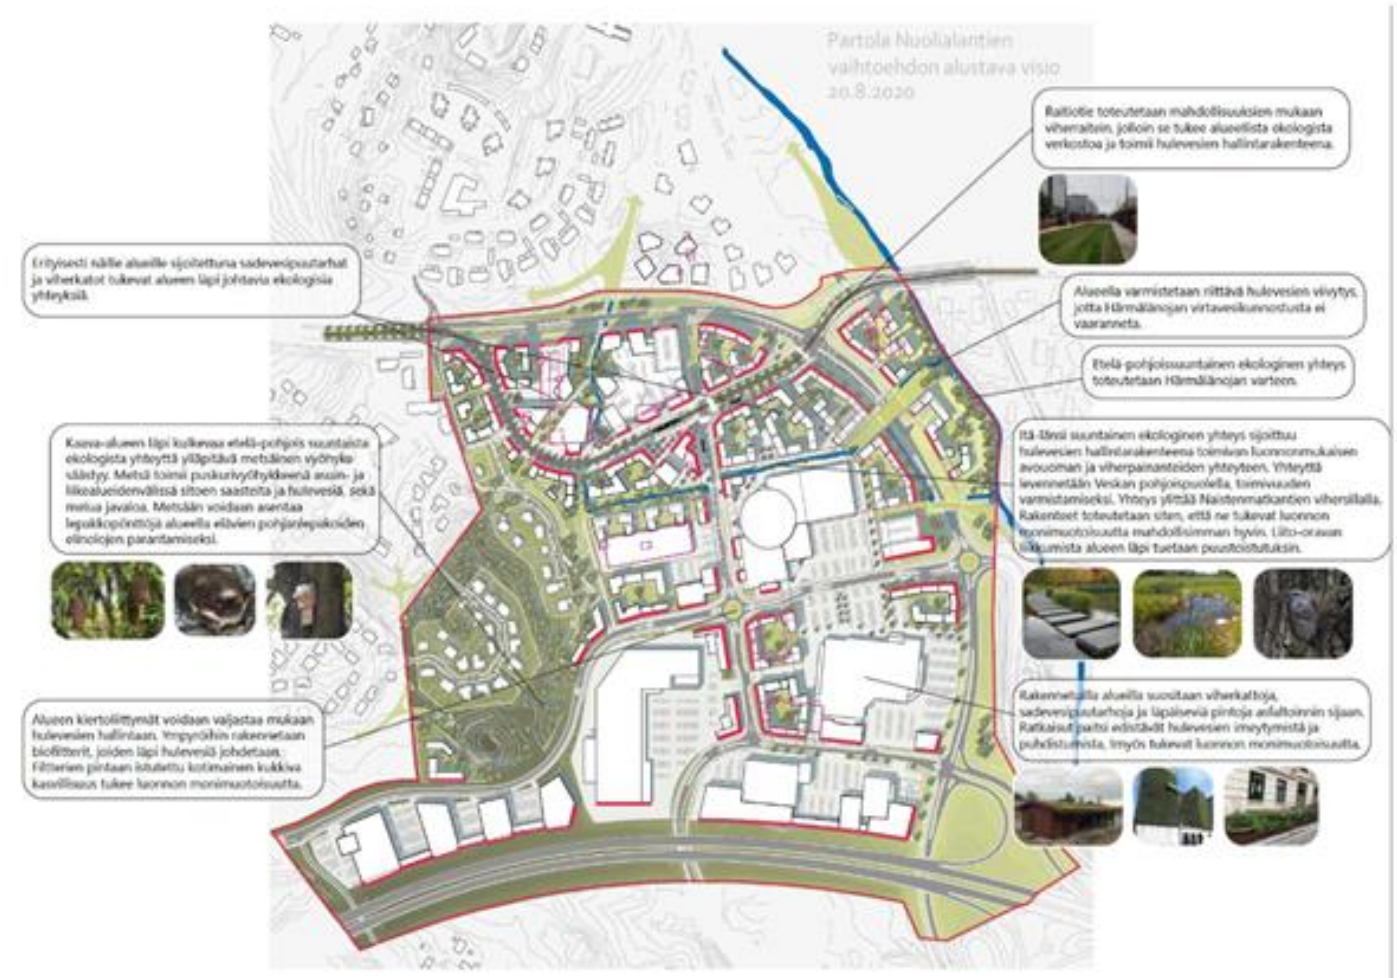 Partola Nuolialantien
vaihtoehdon alustava visio
20.8.2020
Raitiotie toteutetaan mahdollisuuksien mukaan
viherraitein, jolloin se tukee alueellista ekologista
verkostoa ja toimii hulevesien hallintarakenteena.
Erityisesti näille alueille sijoitettuna sadevesipuutarhat
ja viherkatot tukevat alueen läpi johtavia ekologisia
yhteyksiä.
Alueella varmistetaan riittävä hulevesien viivytys,
jotta Härmälänojan virtavesikunnostusta ei
vaaranneta.
Etelä-pohjoissuuntainen ekologinen yhteys
toteutetaan Härmälänojan varteen.
Kaava-alueen läpi kulkevaa etelä-pohjois suuntaista
ekologista yhteyttä ylläpitävä metsäinen vyöhyke
säästyy. Metsä toimii puskurivyöhykkeenä asuin- ja
liikealueidenvälissä sitoen saasteita ja hulevesiä, sekä
melua javaloa. Metsään voidaan asentaa
lepakkopönttöjä alueella elävien pohjanlepakoiden
elinolojen parantamiseksi.
Itä-länsi suuntainen ekologinen yhteys sijoittuu
hulevesien hallintarakenteena toimivan luonnonmukaisen
avouoman ja viherpainanteiden yhteyteen. Yhteyttä
levennetään Veskan pohjoispuolella, toimivuuden
varmistamiseksi. Yhteys ylittää Naistenmatkantien vihersillalla.
Rakenteet toteutetaan siten, että ne tukevat luonnon
monimuotoisuutta mahdollisimman hyvin. Liito-oravan
liikkumista alueen läpi tuetaan puustoistutuksin.
Alueen kiertoliittymät voidaan valjastaa mukaan
hulevesien hallintaan. Ympyröihin rakennetaan
biofiltterit, joiden läpi hulevesiä johdetaan.
Filtterien pintaan istutettu kotimainen kukkiva
kasvillisuus tukee luonnon monimuotoisuutta.
Rakennetuilla alueilla suositaan viherkattoja,
sadevesipuutarhoja ja läpäiseviä pintoja asfaltoinnin sijaan.
Ratkaisut paitsi edistävät hulevesien imeytymistä ja
puhdistumista, myös tukevat luonnon monimuotoisuutta.